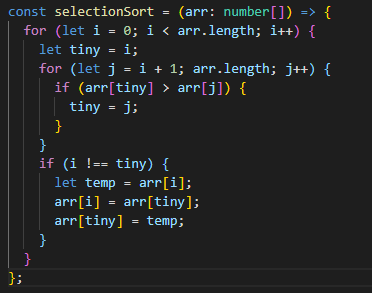 const selectionSort = (arr: number[]) => {
  for (let i = 0; i < arr.length; i++) {
    let tiny = i;
    for (let j = i + 1; arr.length; j++) {
      if (arr[tiny] > arr[j]) {
        tiny = j;
      }
    }
    if (i !== tiny) {
      let temp = arr[i];
      arr[i] = arr[tiny];
      arr[tiny] = temp;
    }
  }
};